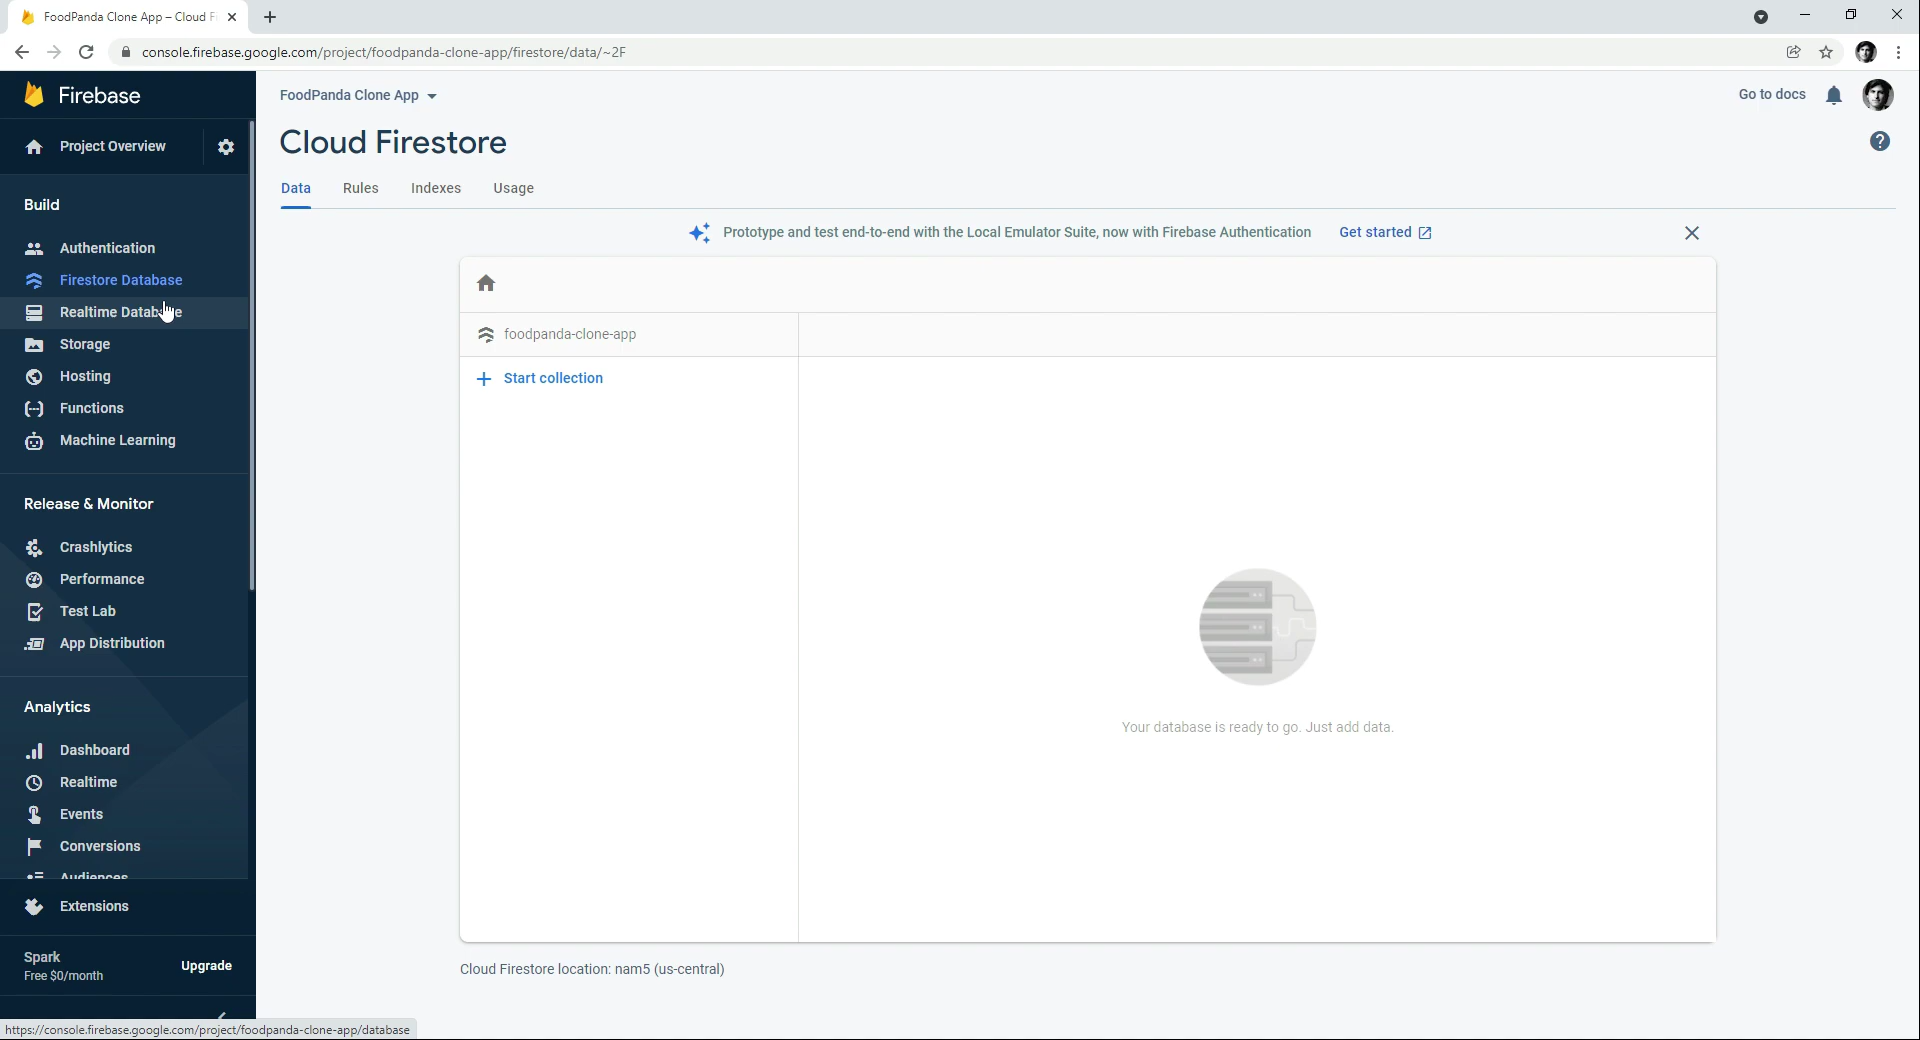 FoodPanda Clone App – Cloud Fi
console.firebase.google.com/project/foodpanda-clone-app/firestore/data/~2F
Firebase
FoodPanda Clone App
Go to docs
Project Overview
Cloud Firestore
Data Rules Indexes Usage
Build
Prototype and test end-to-end with the Local Emulator Suite, now with Firebase Authentication Get started
Authentication
Firestore Database
Realtime Database
Storage
Hosting
Functions
Machine Learning
foodpanda-clone-app
Start collection
Release & Monitor
Crashlytics
Performance
Test Lab
App Distribution
Your database is ready to go. Just add data.
Analytics
Dashboard
Realtime
Events
Conversions
Audiences
Extensions
Spark
Free $0/month
Upgrade
Cloud Firestore location: nam5 (us-central)
https://console.firebase.google.com/project/foodpanda-clone-app/database